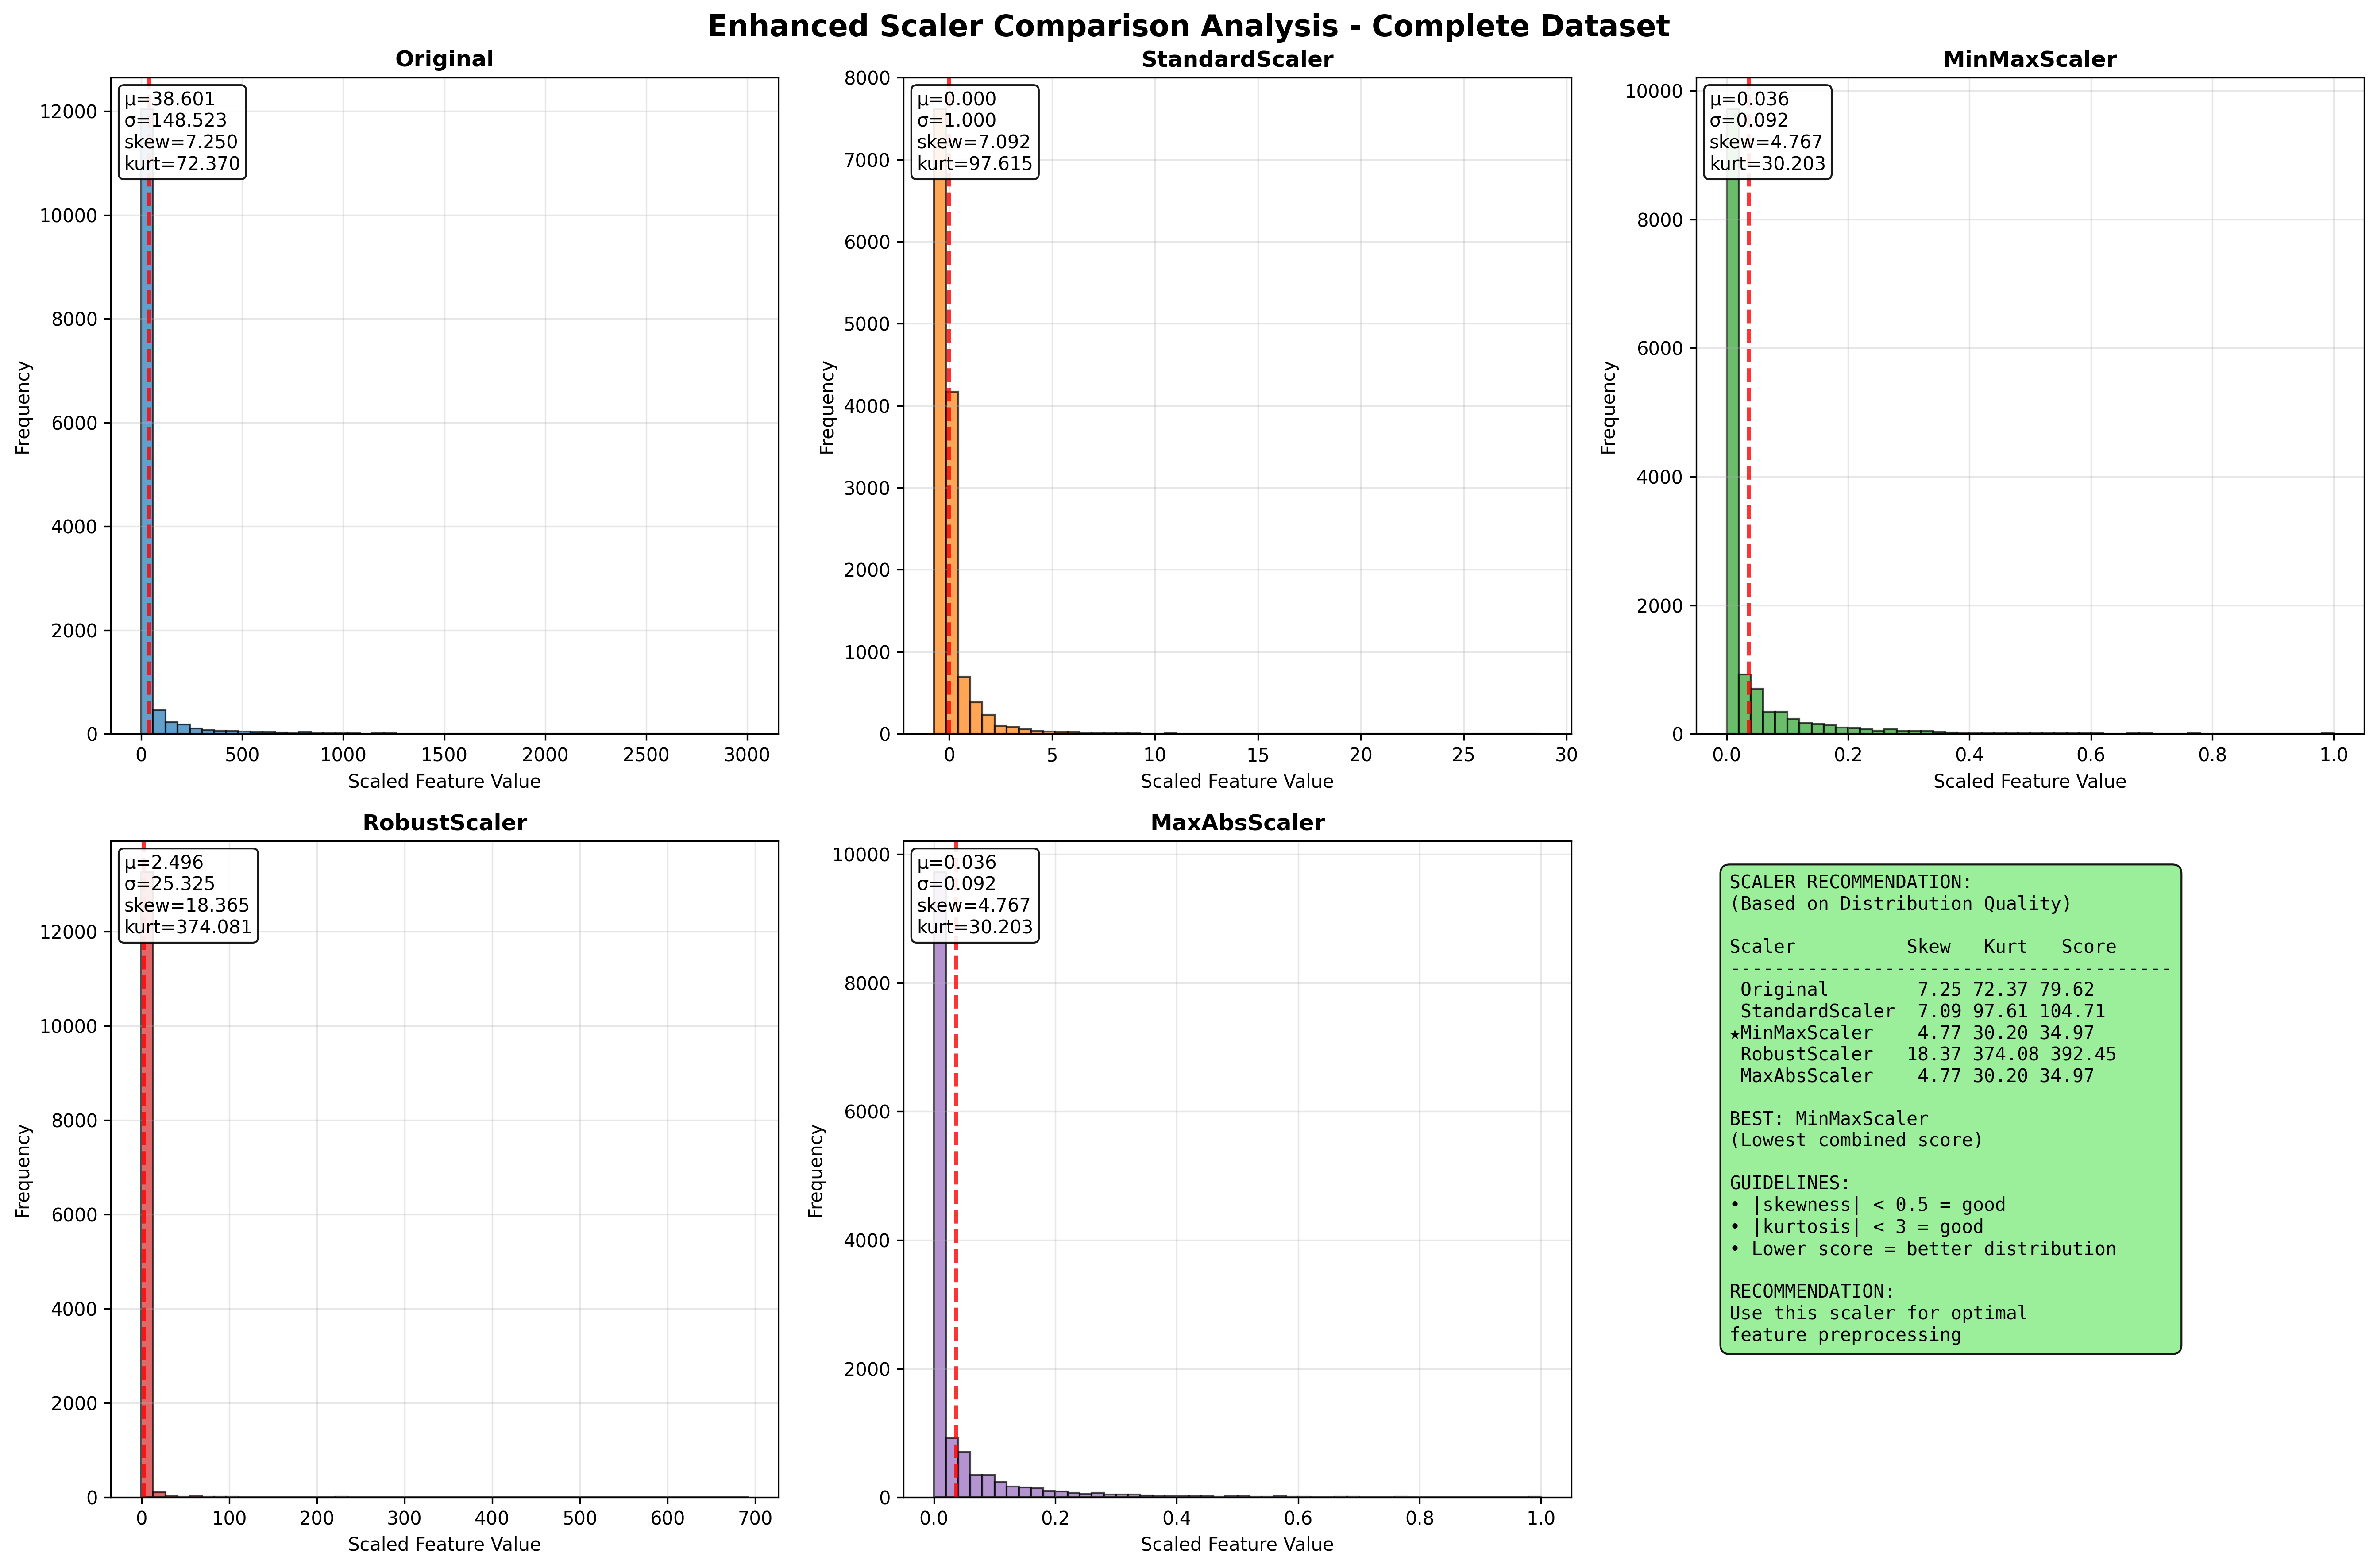 Enhanced Scaler Comparison Analysis - Complete Dataset
Original
μ=38.601
σ=148.523
skew=7.250
kurt=72.370
12000
10000
8000
6000
4000
2000
0
Frequency
0 500 1000 1500 2000 2500 3000
Scaled Feature Value
StandardScaler
μ=0.000
σ=1.000
skew=7.092
kurt=97.615
8000
7000
6000
5000
4000
3000
2000
1000
0
Frequency
0 5 10 15 20 25 30
Scaled Feature Value
MinMaxScaler
μ=0.036
σ=0.092
skew=4.767
kurt=30.203
10000
8000
6000
4000
2000
0
Frequency
0.0 0.2 0.4 0.6 0.8 1.0
Scaled Feature Value
RobustScaler
μ=2.496
σ=25.325
skew=18.365
kurt=374.081
12000
10000
8000
6000
4000
2000
0
Frequency
0 100 200 300 400 500 600 700
Scaled Feature Value
MaxAbsScaler
μ=0.036
σ=0.092
skew=4.767
kurt=30.203
10000
8000
6000
4000
2000
0
Frequency
0.0 0.2 0.4 0.6 0.8 1.0
Scaled Feature Value
SCALER RECOMMENDATION:
(Based on Distribution Quality)
Scaler Skew Kurt Score
----------------------------------------
Original 7.25 72.37 79.62
StandardScaler 7.09 97.61 104.71
★MinMaxScaler 4.77 30.20 34.97
RobustScaler 18.37 374.08 392.45
MaxAbsScaler 4.77 30.20 34.97
BEST: MinMaxScaler
(Lowest combined score)
GUIDELINES:
• |skewness| < 0.5 = good
• |kurtosis| < 3 = good
• Lower score = better distribution
RECOMMENDATION:
Use this scaler for optimal
feature preprocessing